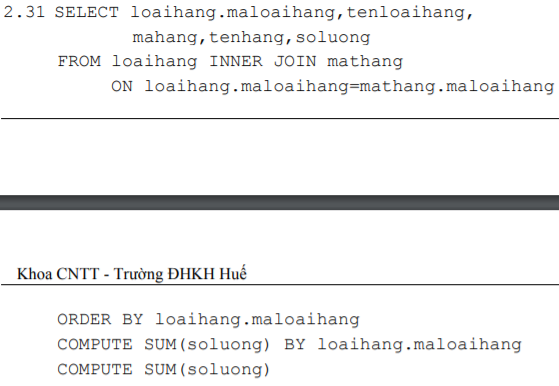 2.31 SELECT loaihang.maloaihang,tenloaihang,
mahang,tenhang,soluong
FROM loaihang INNER JOIN mathang
ON loaihang.maloaihang=mathang.maloaihang
Khoa CNTT - Trường ĐHKH Huế
ORDER BY loaihang.maloaihang
COMPUTE SUM(soluong) BY loaihang.maloaihang
COMPUTE SUM(soluong)